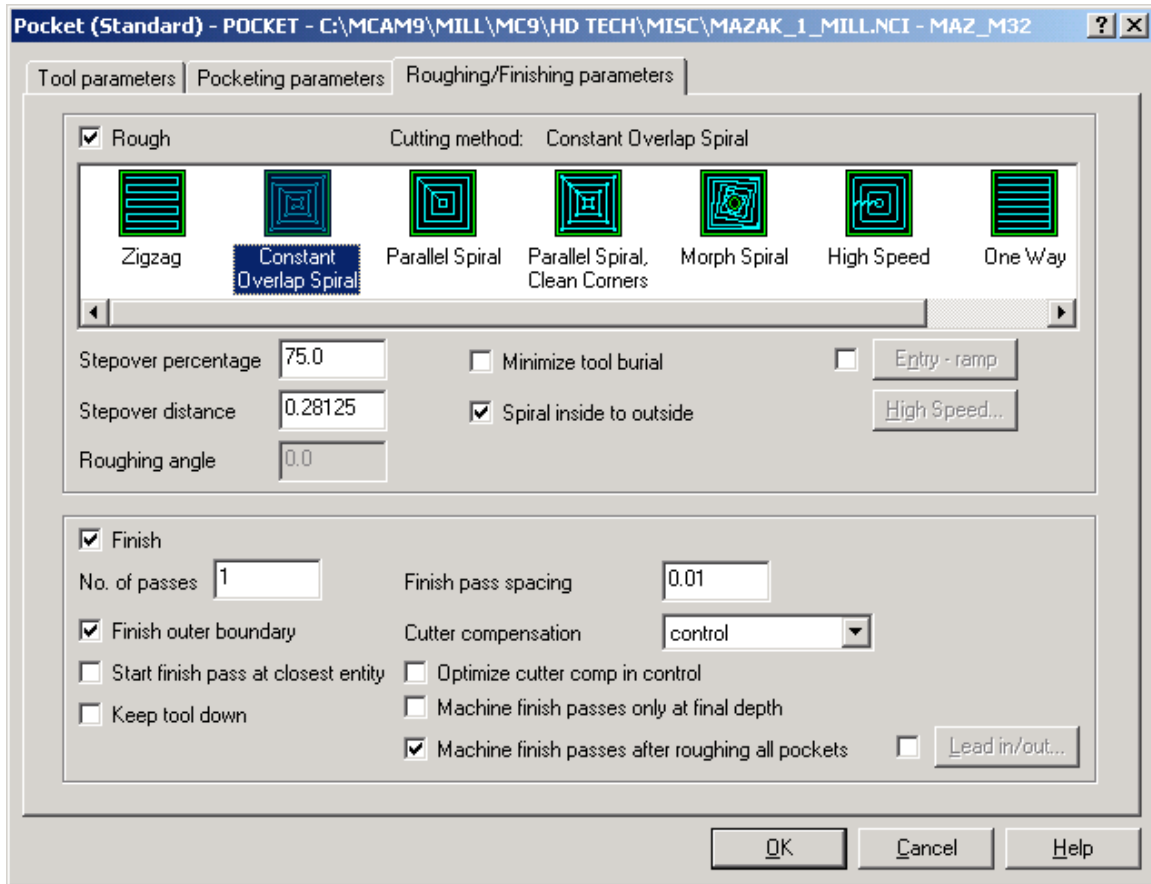 Pocket (Standard) - POCKET - C:\MCAM9\MILL\MC9\HD TECH\MISC\MAZAK_1_MILL.NCI - MAZ_M32
Tool parameters Pocketing parameters Roughing/Finishing parameters
Rough Cutting method: Constant Overlap Spiral
Zigzag Constant Parallel Spiral Parallel Spiral, Morph Spiral High Speed One Way
Overlap Spiral Clean Corners
Stepover percentage 75.0 Minimize tool burial Entry - ramp
Stepover distance 0.28125 Spiral inside to outside High Speed...
Roughing angle 0.0
Finish
No. of passes 1 Finish pass spacing 0.01
Finish outer boundary Cutter compensation control
Start finish pass at closest entity Optimize cutter comp in control
Keep tool down Machine finish passes only at final depth
Machine finish passes after roughing all pockets Lead in/out...
OK Cancel Help